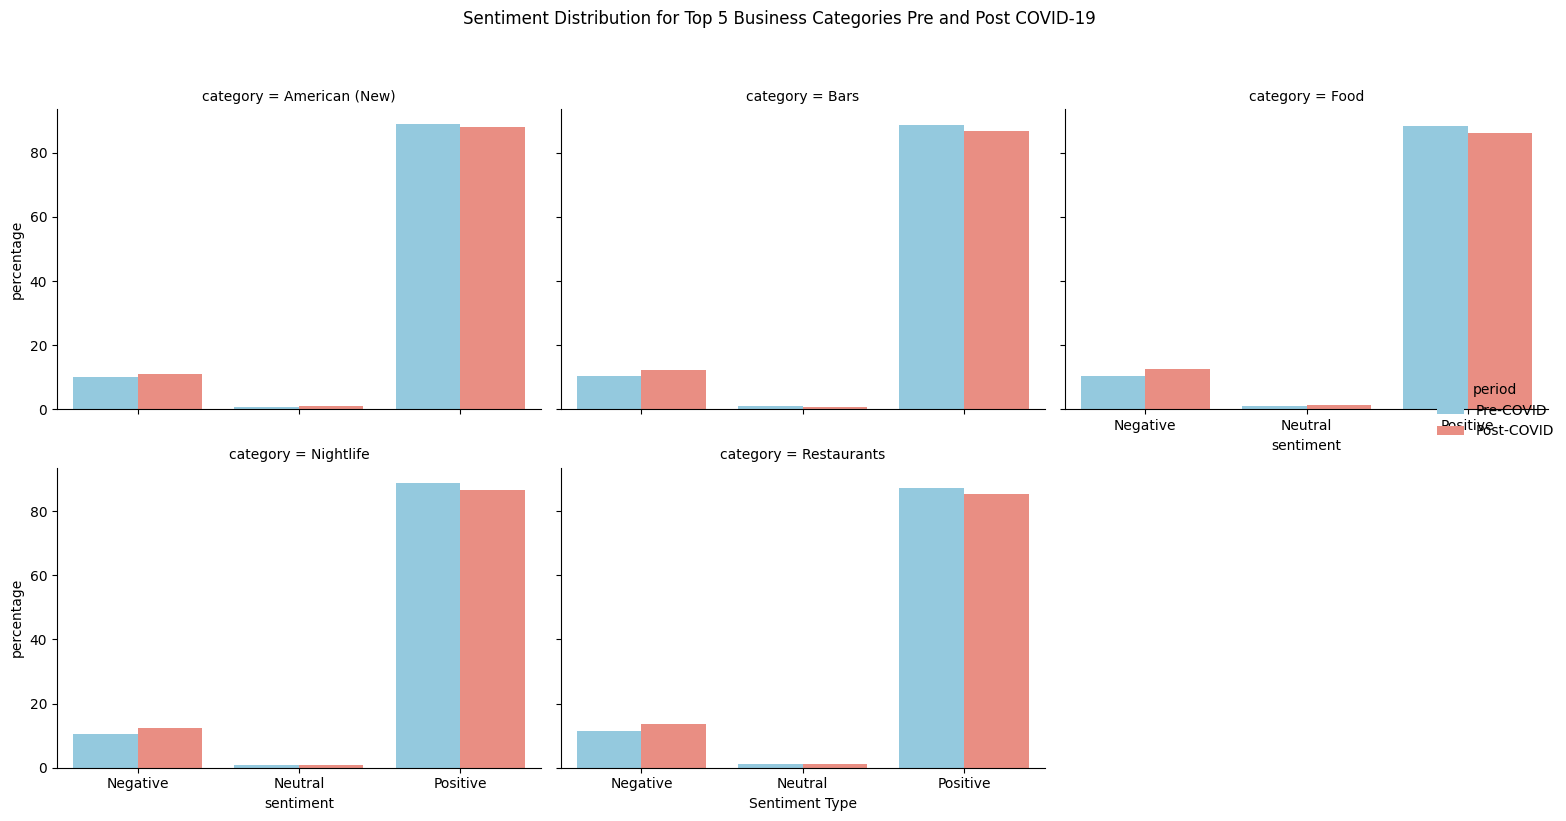 Sentiment Distribution for Top 5 Business Categories Pre and Post COVID-19
category = American (New)
category = Bars
category = Food
percentage
80
60
40
20
0
Negative
Neutral
Positive
sentiment
period
Pre-COVID
Post-COVID
category = Nightlife
category = Restaurants
percentage
80
60
40
20
0
Negative
Neutral
Positive
sentiment
Negative
Neutral
Positive
Sentiment Type